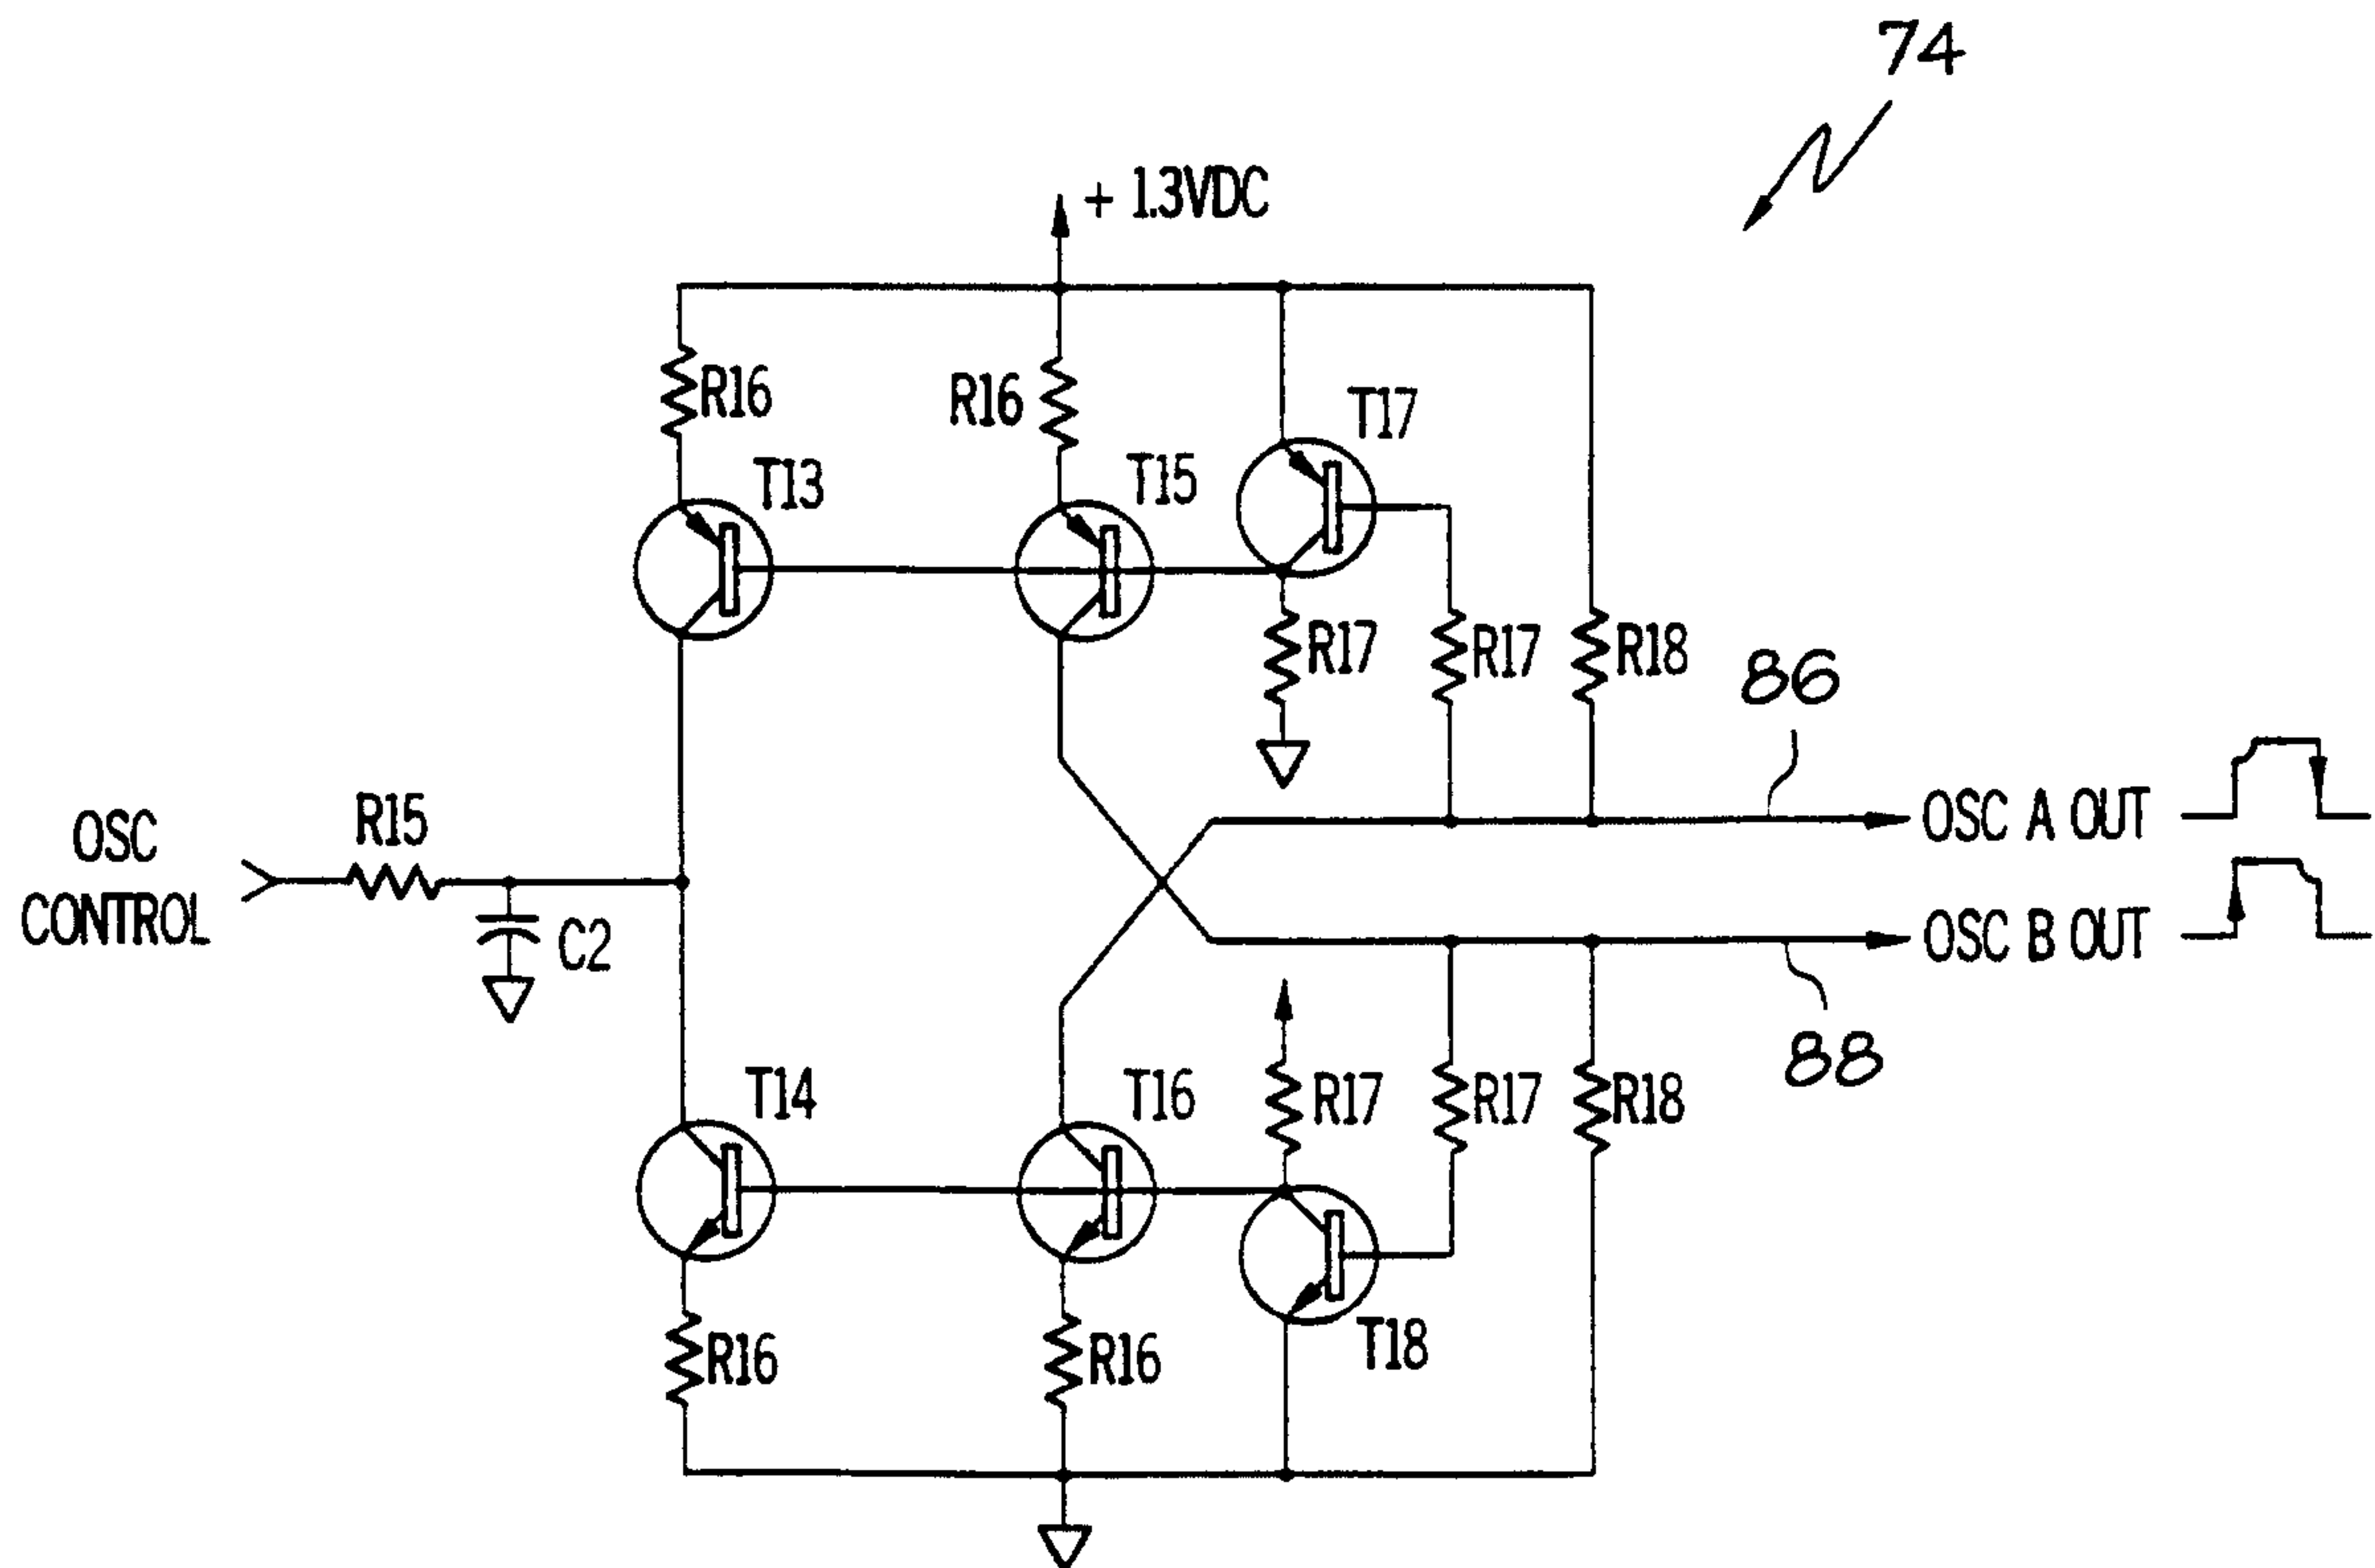 74
+ 1.3VDC
R16
R16
T17
T13
T15
R17
R17
R18
86
OSC
CONTROL
R15
C2
OSC A OUT
OSC B OUT
88
T14
T16
R17
R17
R18
R16
R16
T18